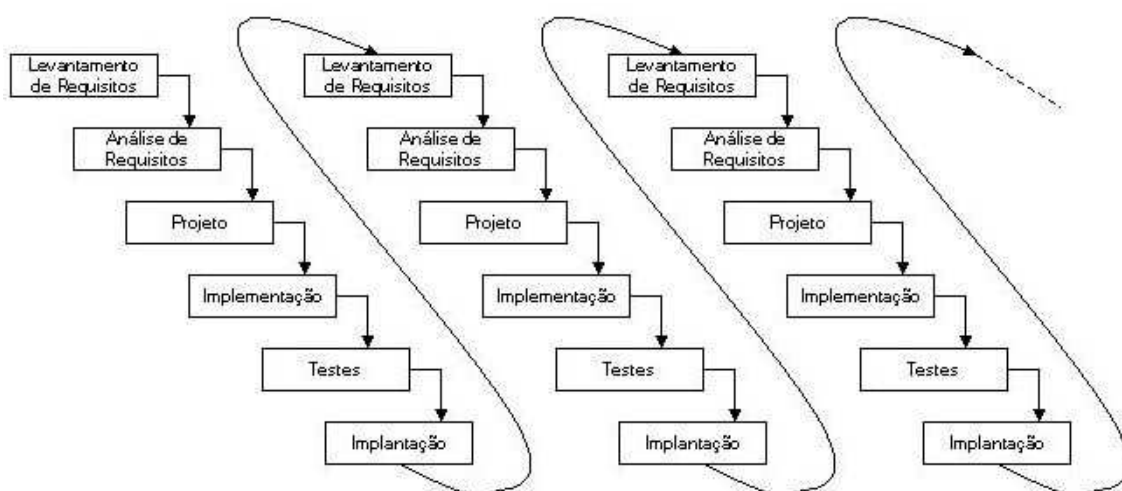 Levantamento
de Requisitos
Análise de
Requisitos
Projeto
Implementação
Testes
Implantação
Levantamento
de Requisitos
Análise de
Requisitos
Projeto
Implementação
Testes
Implantação
Levantamento
de Requisitos
Análise de
Requisitos
Projeto
Implementação
Testes
Implantação